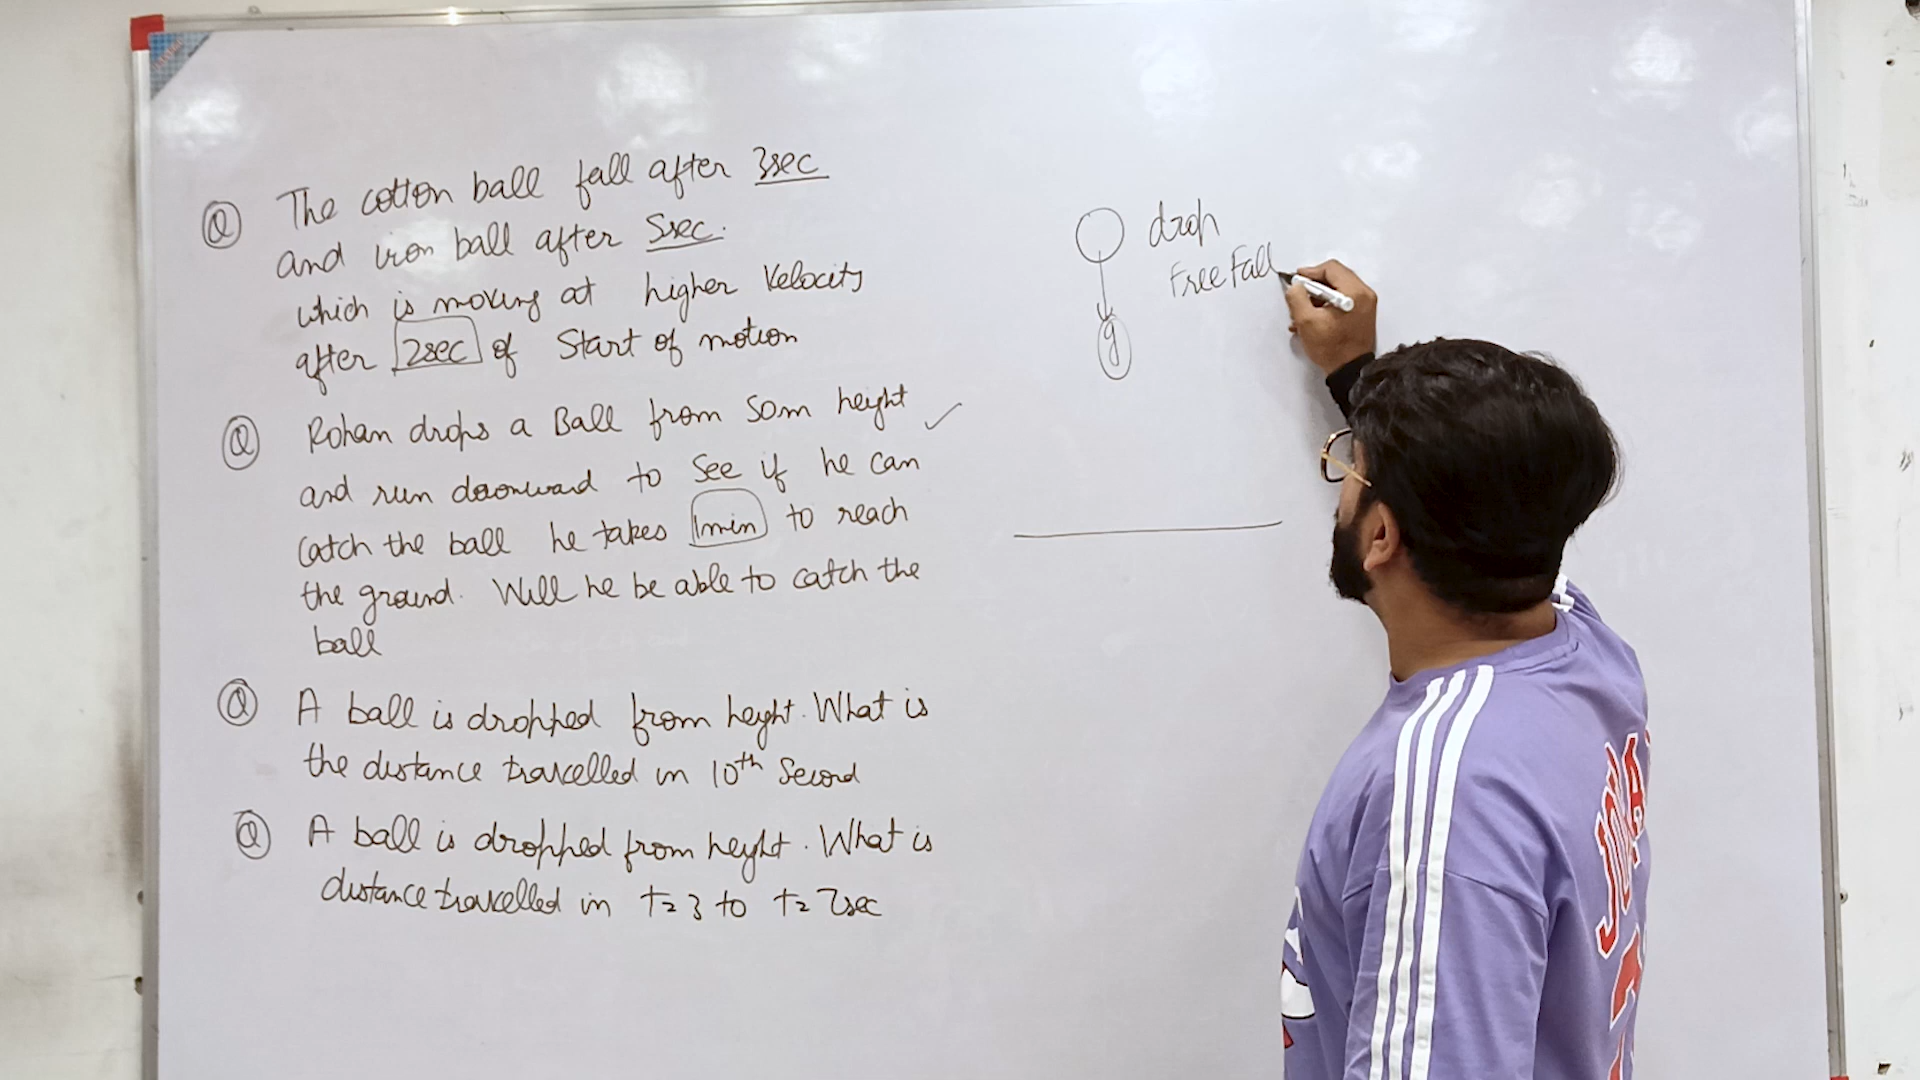 Q The cotton ball fall after 3sec
and iron ball after 5sec.
which is moving at higher velocity
after 2sec of Start of motion
Q Rohan drops a Ball from 50m height
and run downward to See if he can
catch the ball he takes 1min to reach
the ground. Will he be able to catch the
ball
Q A ball is dropped from height. What is
the distance travelled in 10th Second
Q A ball is dropped from height. What is
distance travelled in t=3 to t=7sec
drop
Free Fall
g